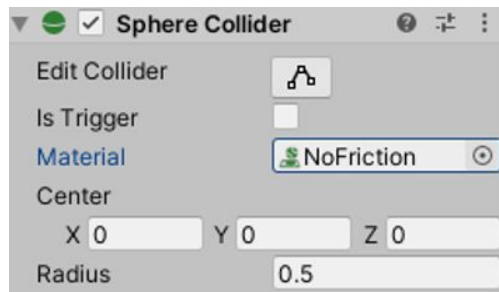 Sphere Collider
Edit Collider
Is Trigger
Material NoFriction
Center
X 0 Y 0 Z 0
Radius 0.5